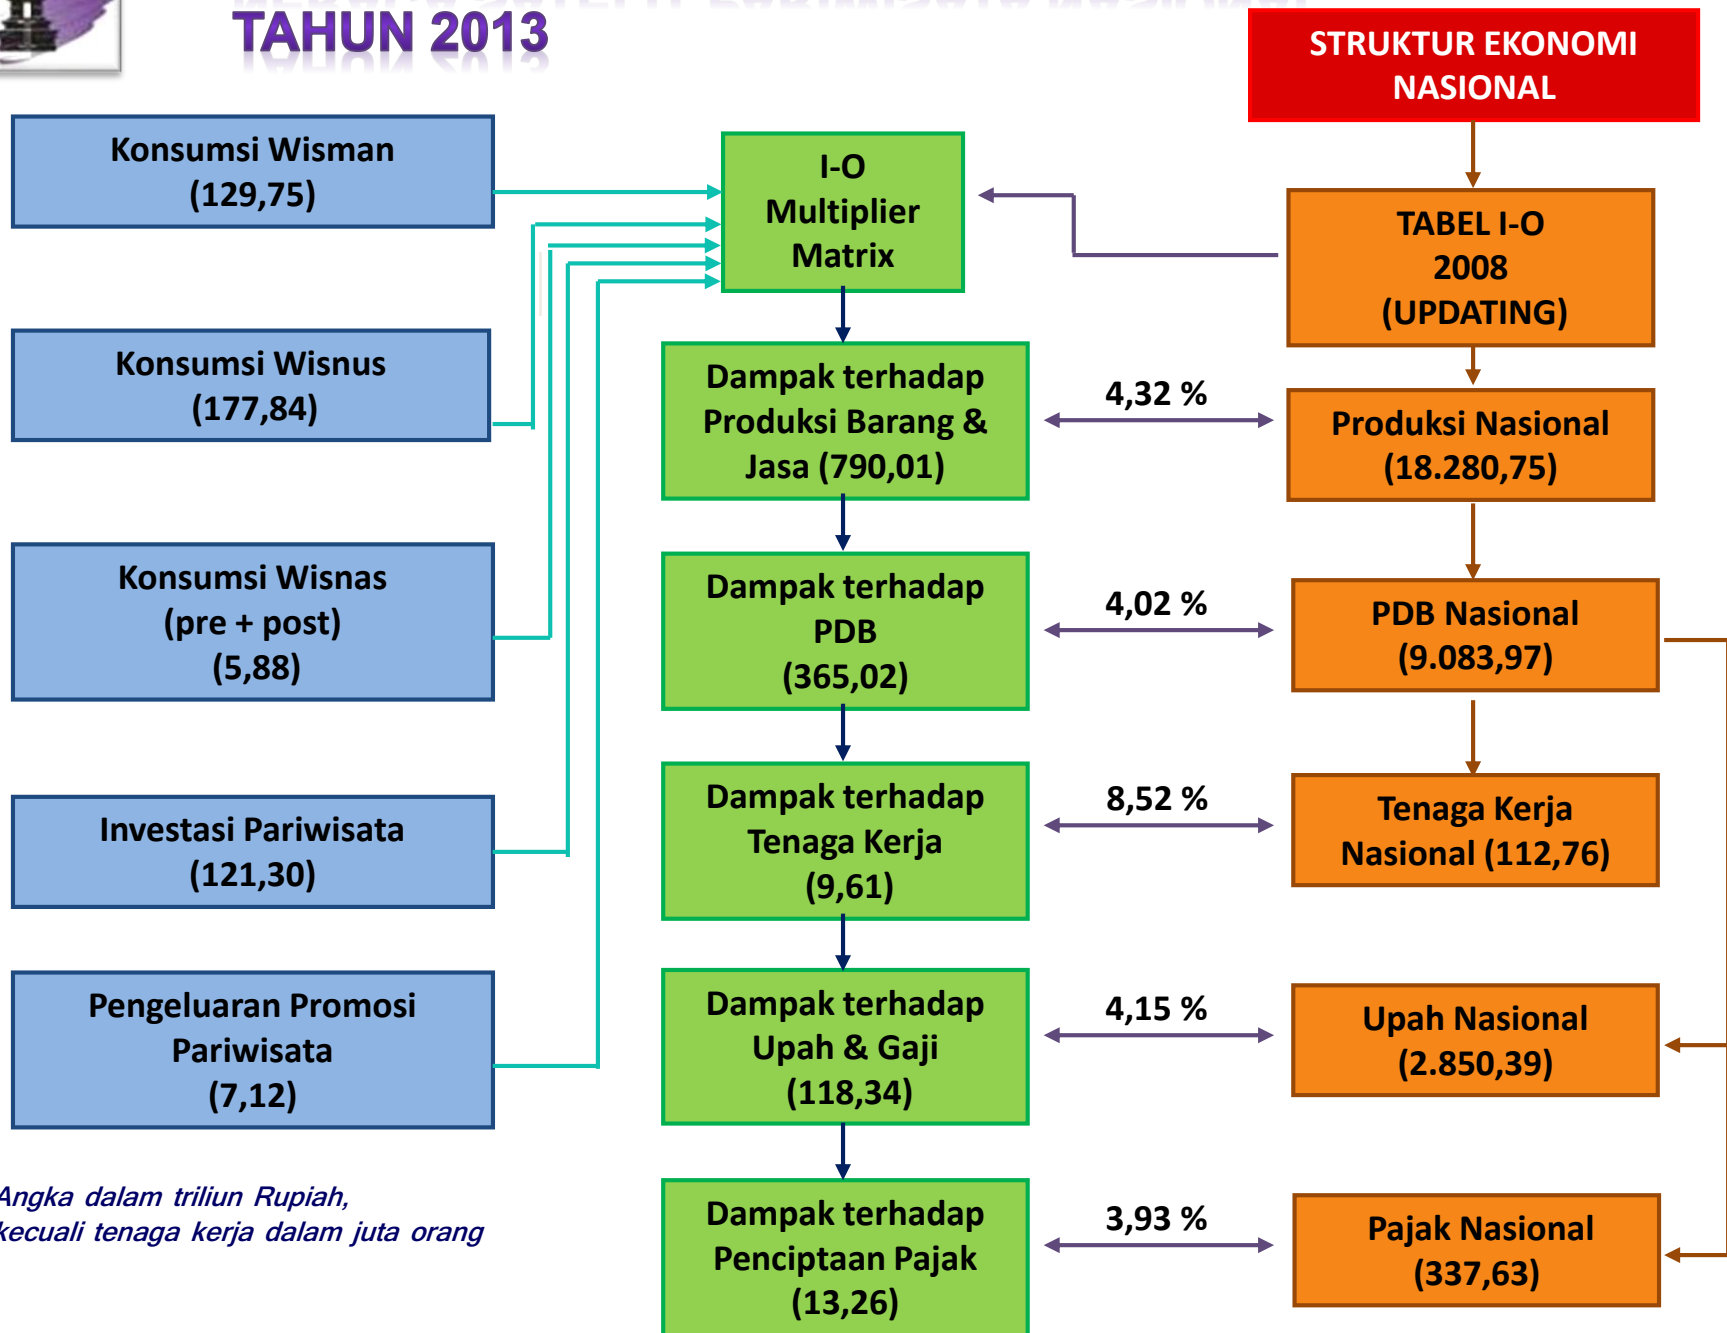 TAHUN 2013
STRUKTUR EKONOMI
NASIONAL
Konsumsi Wisman
(129,75)
Konsumsi Wisnus
(177,84)
Konsumsi Wisnas
(pre + post)
(5,88)
Investasi Pariwisata
(121,30)
Pengeluaran Promosi
Pariwisata
(7,12)
Angka dalam triliun Rupiah,
kecuali tenaga kerja dalam juta orang
I-O
Multiplier
Matrix
Dampak terhadap
Produksi Barang &
Jasa (790,01)
Dampak terhadap
PDB
(365,02)
Dampak terhadap
Tenaga Kerja
(9,61)
Dampak terhadap
Upah & Gaji
(118,34)
Dampak terhadap
Penciptaan Pajak
(13,26)
4,32 %
4,02 %
8,52 %
4,15 %
3,93 %
TABEL I-O
2008
(UPDATING)
Produksi Nasional
(18.280,75)
PDB Nasional
(9.083,97)
Tenaga Kerja
Nasional (112,76)
Upah Nasional
(2.850,39)
Pajak Nasional
(337,63)